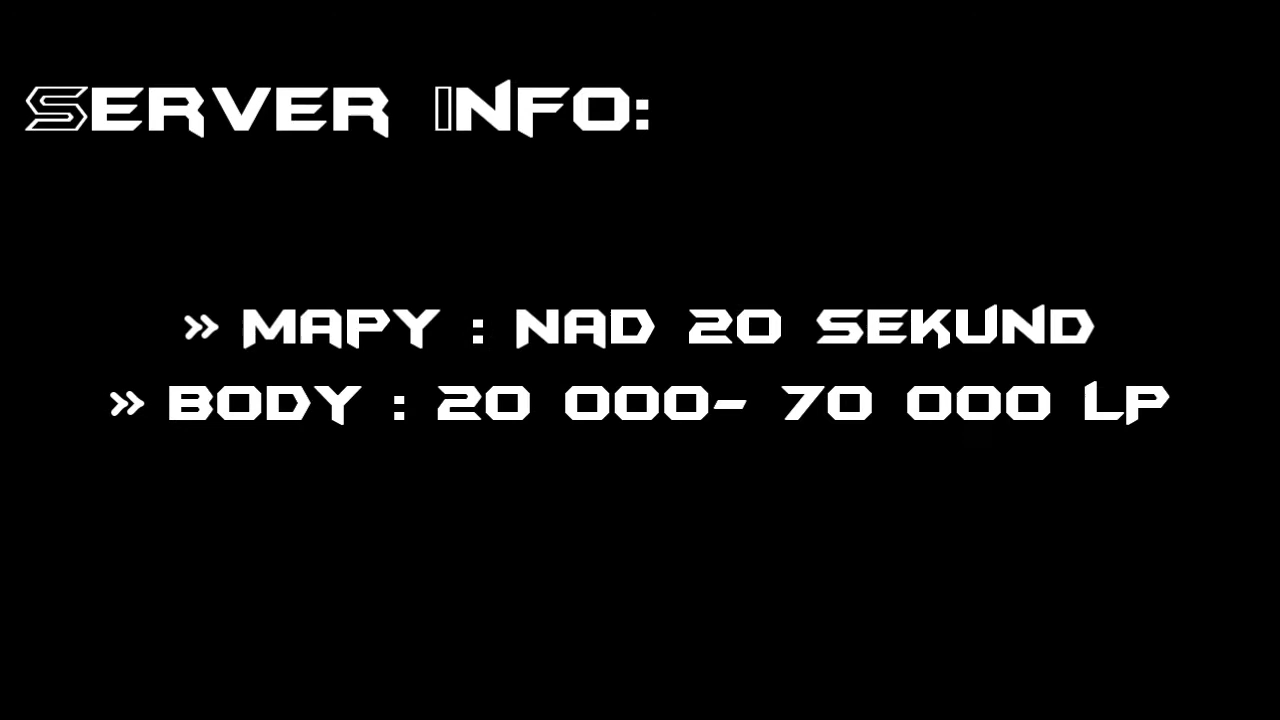 Server Info:
» MAPY : NAD 20 SEKUND
» BODY : 20 000- 70 000 LP